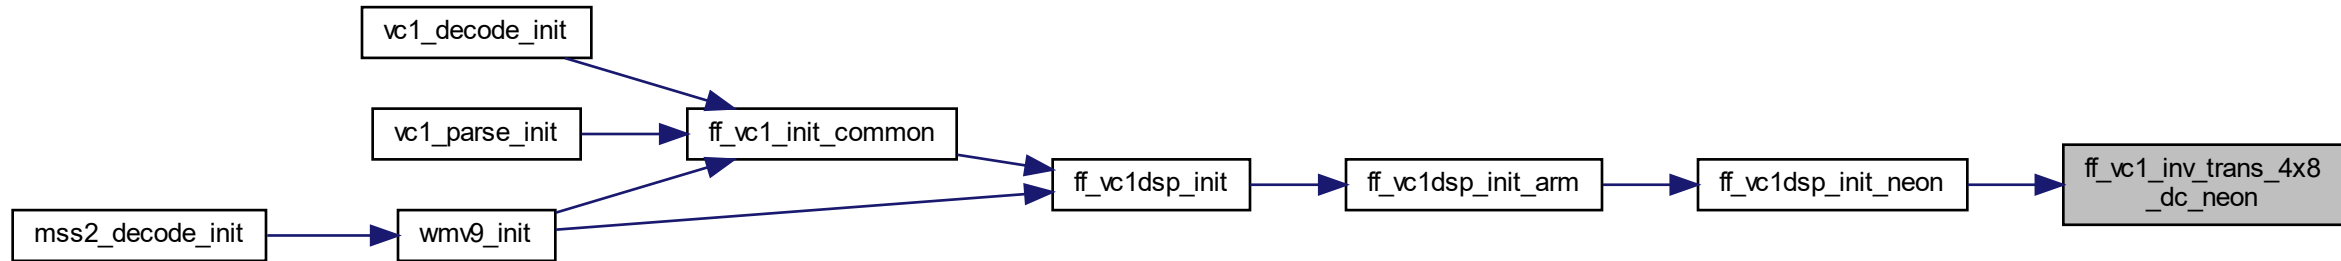 vc1_decode_init
vc1_parse_init
ff_vc1_init_common
mss2_decode_init
wmv9_init
ff_vc1dsp_init
ff_vc1dsp_init_arm
ff_vc1dsp_init_neon
ff_vc1_inv_trans_4x8
_dc_neon